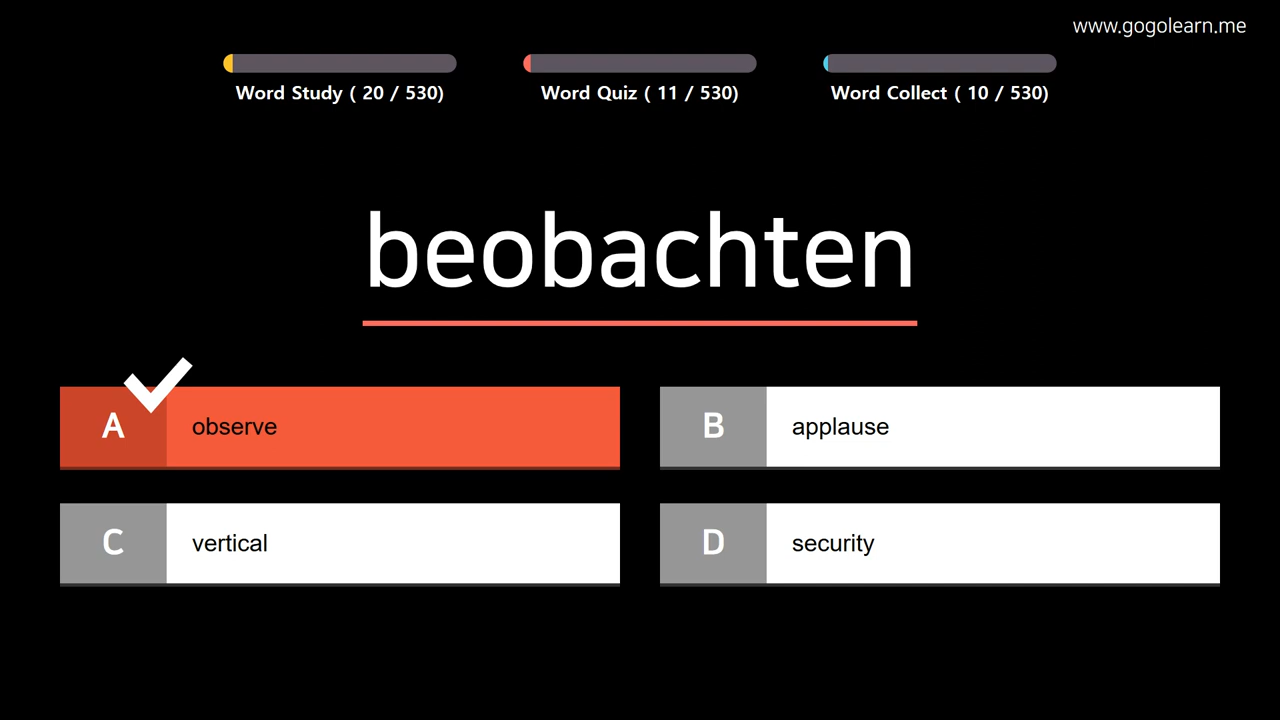 www.gogolearn.me
Word Study ( 20 / 530)
Word Quiz ( 11 / 530)
Word Collect ( 10 / 530)
beobachten
A observe
B applause
C vertical
D security